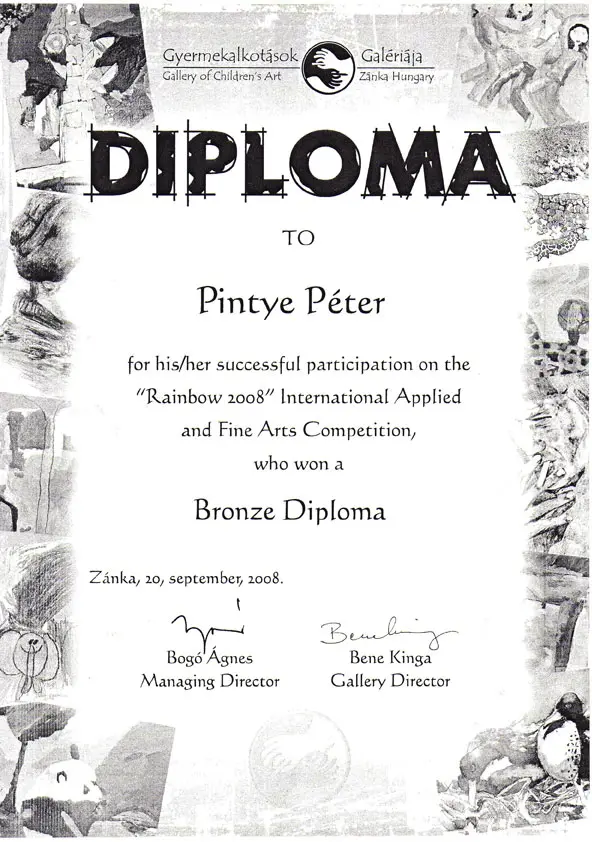 Gyermekalkotások Galériája
Gallery of Children's Art Zánka Hungary
DIPLOMA
TO
Pintye Péter
for his/her successful participation on the
"Rainbow 2008" International Applied
and Fine Arts Competition,
who won a
Bronze Diploma
Zánka, 20, september, 2008.
Bogó Ágnes Bene Kinga
Managing Director Gallery Director